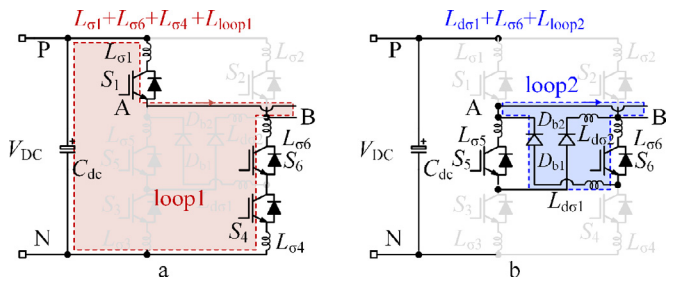 Lσ1+Lσ6+Lσ4+Lloop1
Ldσ1+Lσ6+Lloop2
P
Lσ1
Lσ2
S1
S2
A
B
Db2
Lσ5
Lσ6
S5
S6
Db1
VDC
Cdc
S3
loop1
S4
Lσ3
Lσ4
N
a
P
Lσ1
Lσ2
S1
S2
loop2
A
B
Db2
Lσ5
Ldσ2
Lσ6
S5
Db1
S6
VDC
Cdc
Ldσ1
S3
S4
Lσ3
Lσ4
N
b